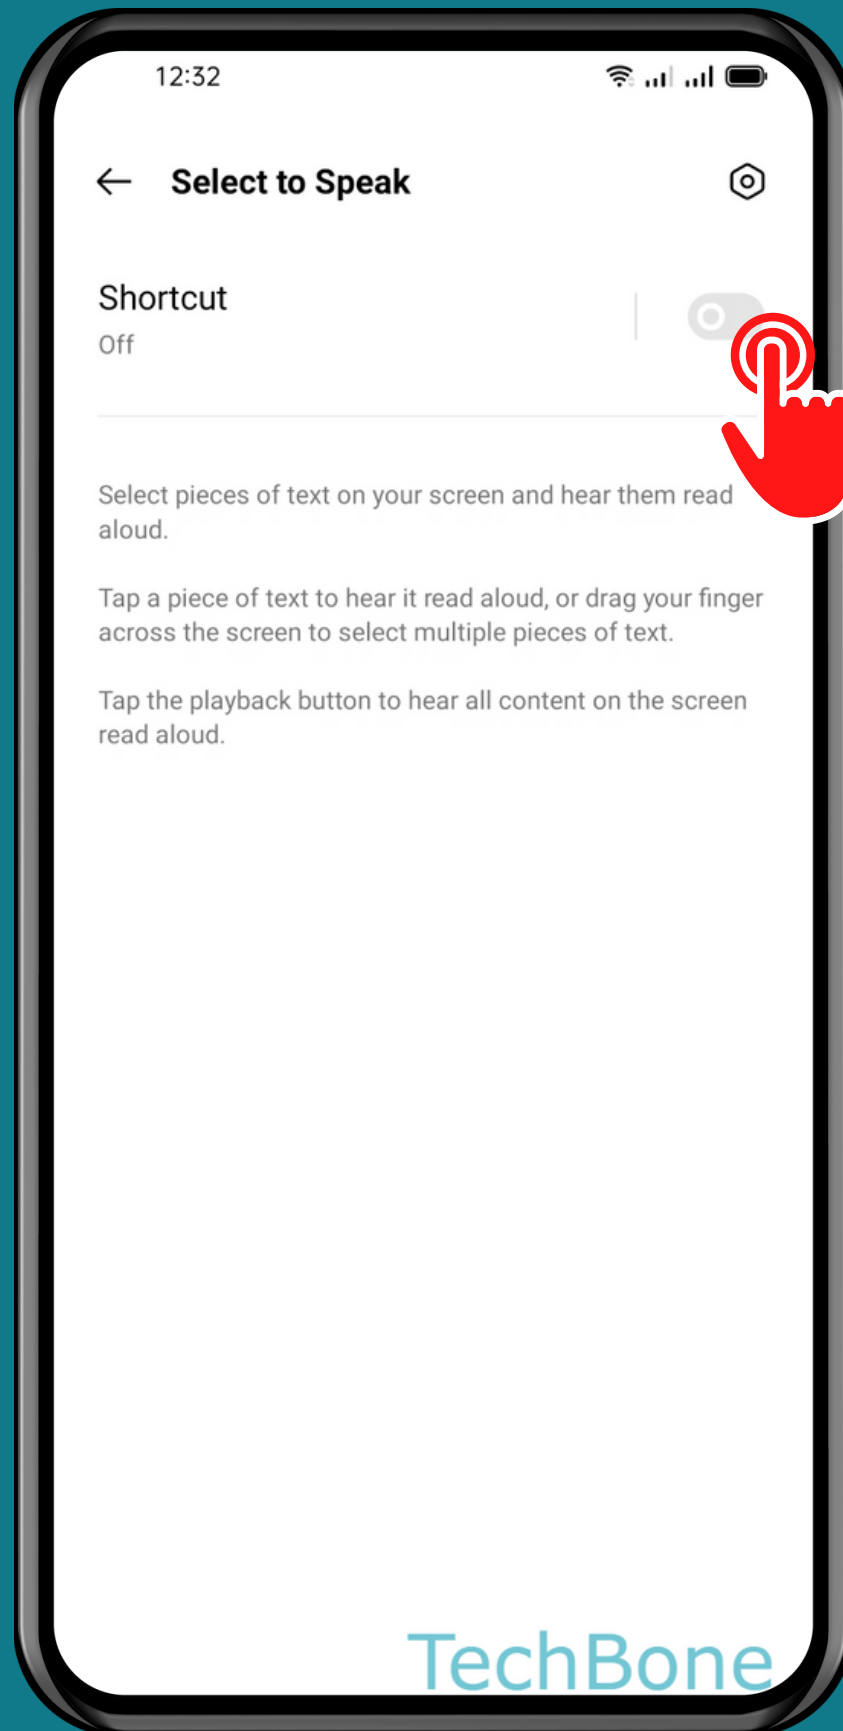 12:32
Select to Speak
Shortcut
Off
Select pieces of text on your screen and hear them read
aloud.
Tap a piece of text to hear it read aloud, or drag your finger
across the screen to select multiple pieces of text.
Tap the playback button to hear all content on the screen
read aloud.
TechBone